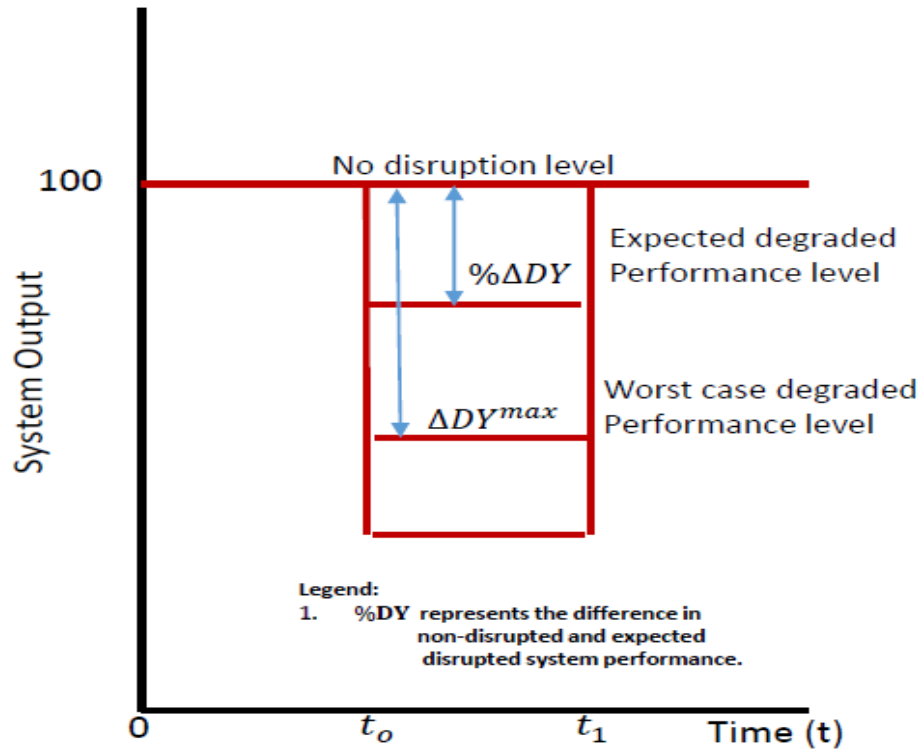 No disruption level
100
Expected degraded
Performance level
%ΔDY
Worst case degraded
Performance level
ΔDY^max
System Output
Legend:
1. %DY represents the difference in
non-disrupted and expected
disrupted system performance.
0
t_o
t_1
Time (t)